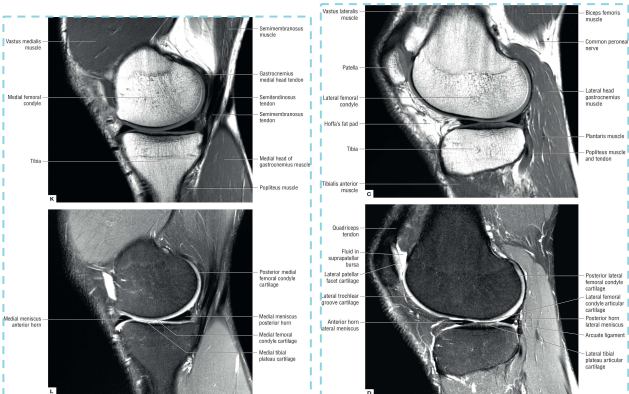 Vastus medialis
muscle
Medial femoral
condyle
Tibia
Semimembranosus
muscle
Gastrocnemius
medial head tendon
Semitendinosus
tendon
Semimembranosus
tendon
Medial head of
gastrocnemius muscle
Popliteus muscle
K
Medial meniscus
anterior horn
Posterior medial
femoral condyle
cartilage
Medial meniscus
posterior horn
Medial femoral
condyle cartilage
Medial tibial
plateau cartilage
L
Vastus lateralis
muscle
Patella
Lateral femoral
condyle
Hoffa's fat pad
Tibia
Tibialis anterior
muscle
Biceps femoris
muscle
Common peroneal
nerve
Lateral head
gastrocnemius
muscle
Plantaris muscle
Popliteus muscle
and tendon
C
Quadriceps
tendon
Fluid in
suprapatellar
bursa
Lateral patellar
facet cartilage
Lateral trochlear
groove cartilage
Anterior horn
lateral meniscus
Posterior lateral
femoral condyle
cartilage
Lateral femoral
condyle articular
cartilage
Posterior horn
lateral meniscus
Arcuate ligament
Lateral tibial
plateau articular
cartilage
D